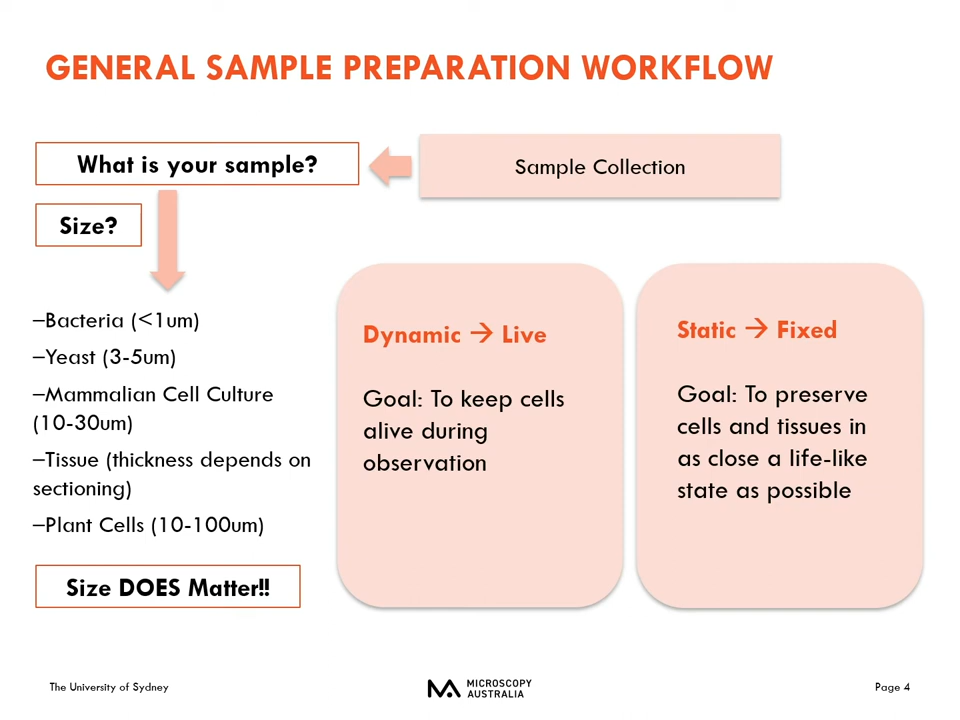 GENERAL SAMPLE PREPARATION WORKFLOW
What is your sample?
Sample Collection
Size?
–Bacteria (<1um)
–Yeast (3-5um)
–Mammalian Cell Culture
(10-30um)
–Tissue (thickness depends on
sectioning)
–Plant Cells (10-100um)
Size DOES Matter!!
Dynamic → Live
Goal: To keep cells
alive during
observation
Static → Fixed
Goal: To preserve
cells and tissues in
as close a life-like
state as possible
The University of Sydney
MICROSCOPY
AUSTRALIA
Page 4